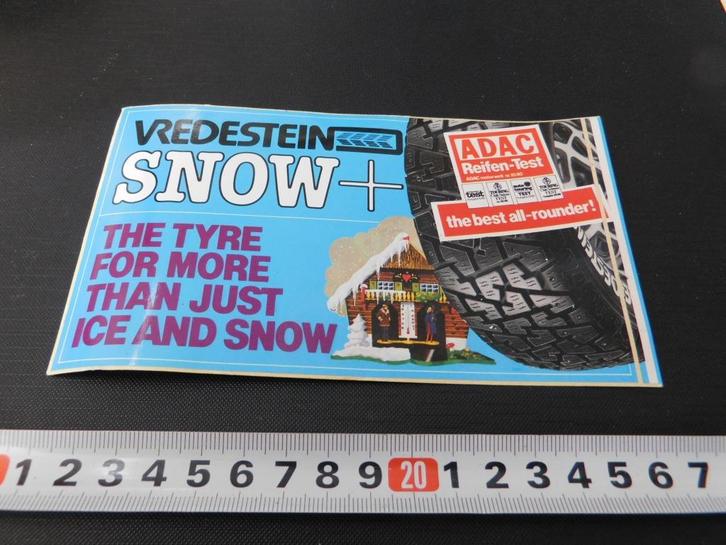 VREDESTEIN
SNOW+
THE TYRE
FOR MORE
THAN JUST
ICE AND SNOW
ADAC
Reifen-Test
the best all-rounder!
1 2 3 4 5 6 7 8 9 20 1 2 3 4 5 6 7